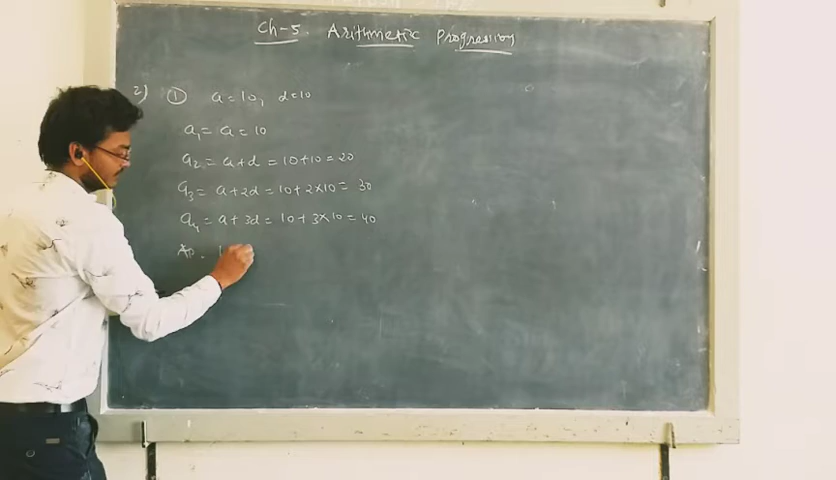 Ch-5. Arithmetic Progression
2) ① a = 10, d = 10
a₁ = a = 10
a₂ = a + d = 10 + 10 = 20
a₃ = a + 2d = 10 + 2×10 = 30
a₄ = a + 3d = 10 + 3×10 = 40
AP.